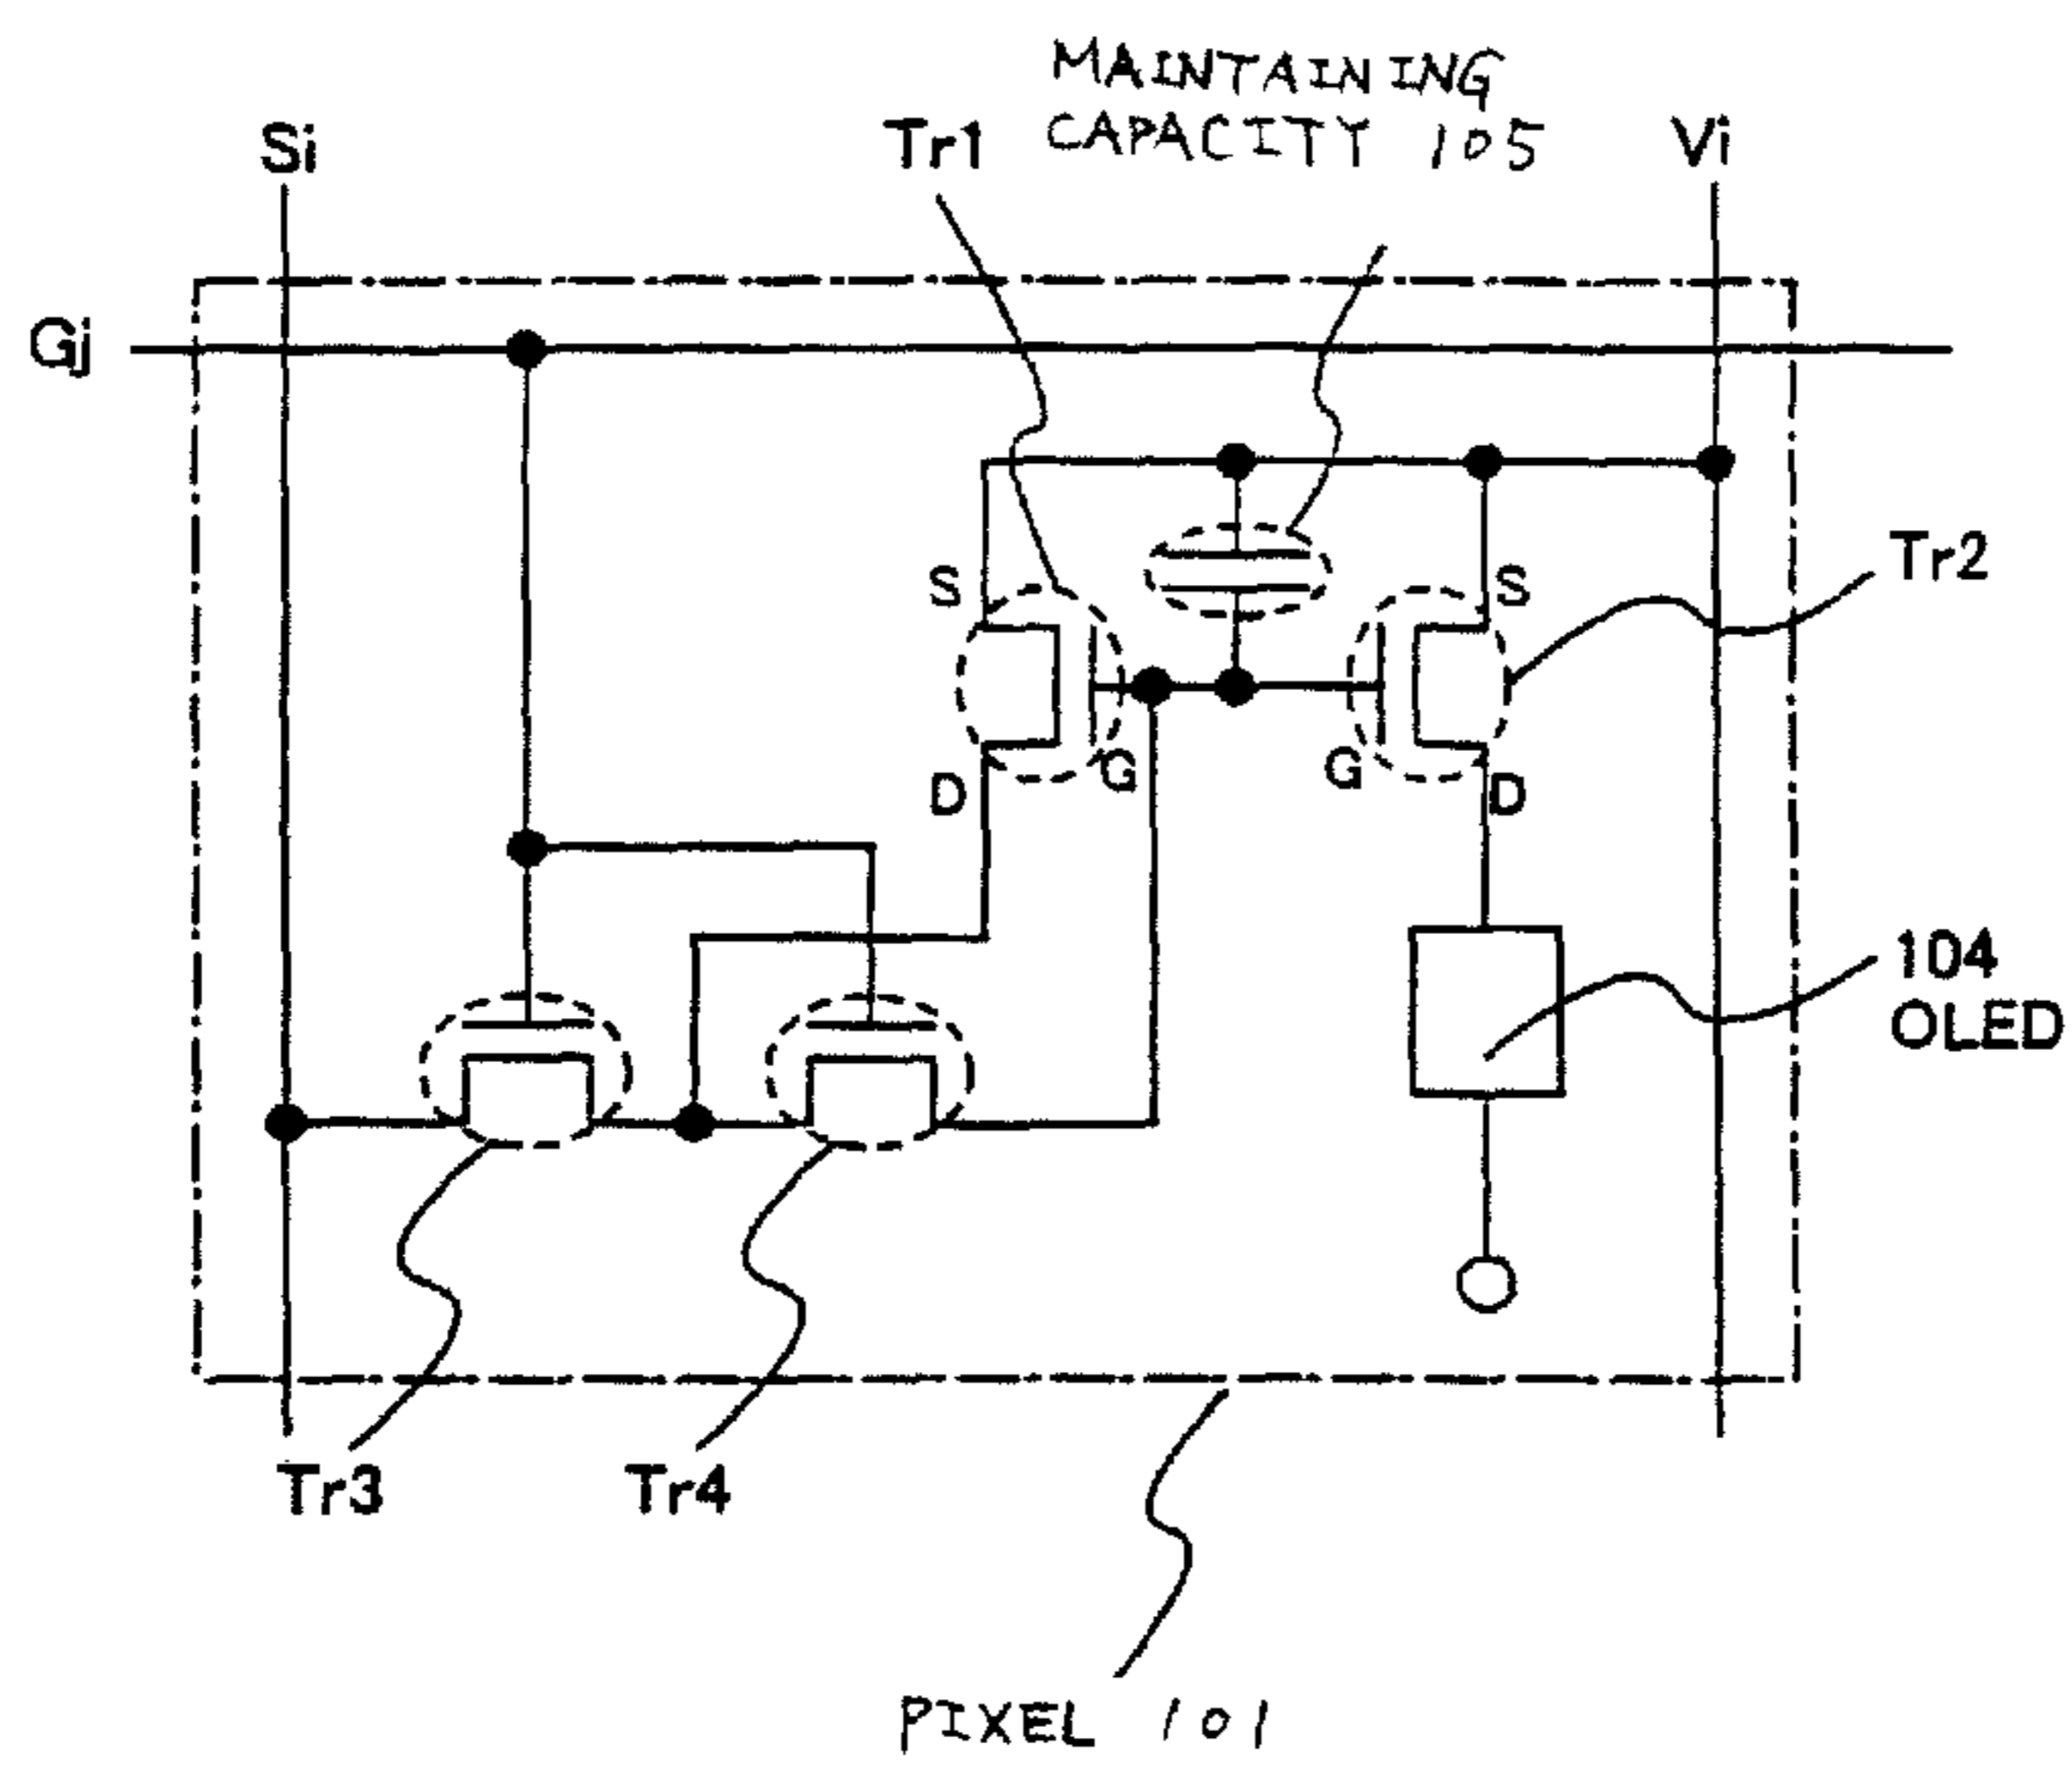 MAINTAINING
CAPACITY 105
Si
Tr1
Vi
Gj
S
S
Tr2
D
G
G
D
104
OLED
Tr3
Tr4
PIXEL 101